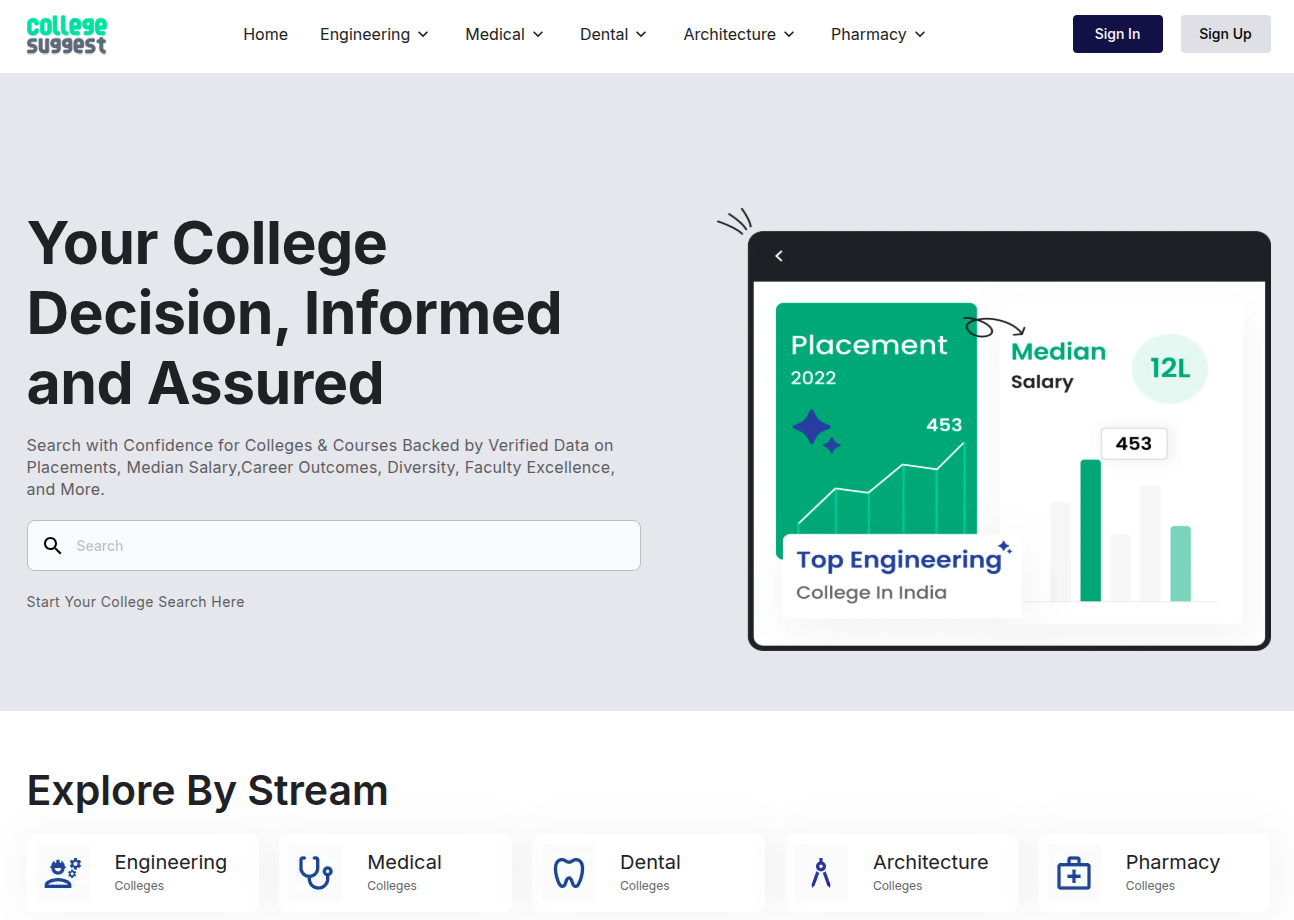 college
suggest
Home
Engineering
Medical
Dental
Architecture
Pharmacy
Sign In
Sign Up
Your College
Decision, Informed
and Assured
Search with Confidence for Colleges & Courses Backed by Verified Data on
Placements, Median Salary,Career Outcomes, Diversity, Faculty Excellence,
and More.
Search
Start Your College Search Here
Placement
2022
453
Median
Salary
12L
453
Top Engineering
College In India
Explore By Stream
Engineering
Colleges
Medical
Colleges
Dental
Colleges
Architecture
Colleges
Pharmacy
Colleges